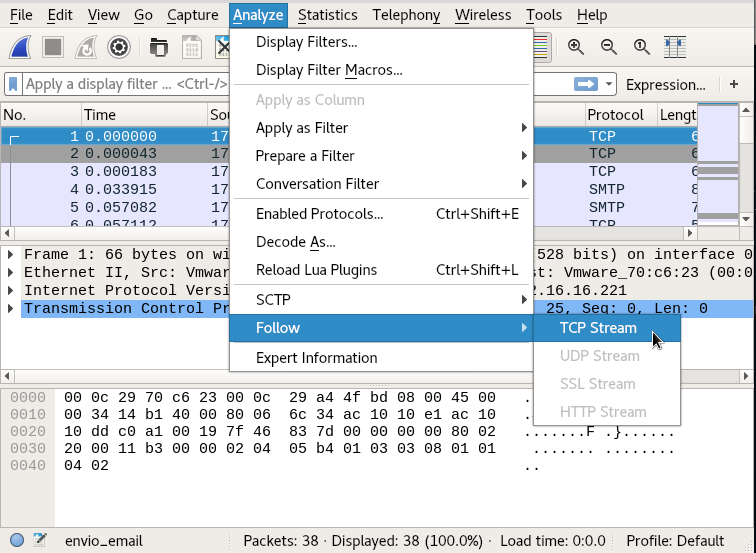 File Edit View Go Capture Analyze Statistics Telephony Wireless Tools Help
Apply a display filter ... <Ctrl-/> Expression... +
No. Time Sou Protocol Lengt
1 0.000000 17 TCP 6
2 0.000043 17 TCP 6
3 0.000183 17 TCP 6
4 0.033915 17 SMTP 8
5 0.057082 17 SMTP 7
6 0.057112 17 TCP 5
Display Filters...
Display Filter Macros...
Apply as Column
Apply as Filter
Prepare a Filter
Conversation Filter
Enabled Protocols... Ctrl+Shift+E
Decode As...
Reload Lua Plugins Ctrl+Shift+L
SCTP
Follow
Expert Information
TCP Stream
UDP Stream
SSL Stream
HTTP Stream
Frame 1: 66 bytes on wi 528 bits) on interface 0
Ethernet II, Src: Vmwar st: Vmware_70:c6:23 (00:0
Internet Protocol Versi 2.16.16.221
Transmission Control Pr 25, Seq: 0, Len: 0
0000 00 0c 29 70 c6 23 00 0c 29 a4 4f bd 08 00 45 00
0010 00 34 14 b1 40 00 80 06 6c 34 ac 10 10 e1 ac 10
0020 10 dd c0 a1 00 19 7f 46 83 7d 00 00 00 00 80 02 .......F .}......
0030 20 00 11 b3 00 00 02 04 05 b4 01 03 03 08 01 01 ....... ........
0040 04 02 ..
envio_email Packets: 38 · Displayed: 38 (100.0%) · Load time: 0:0.0 Profile: Default